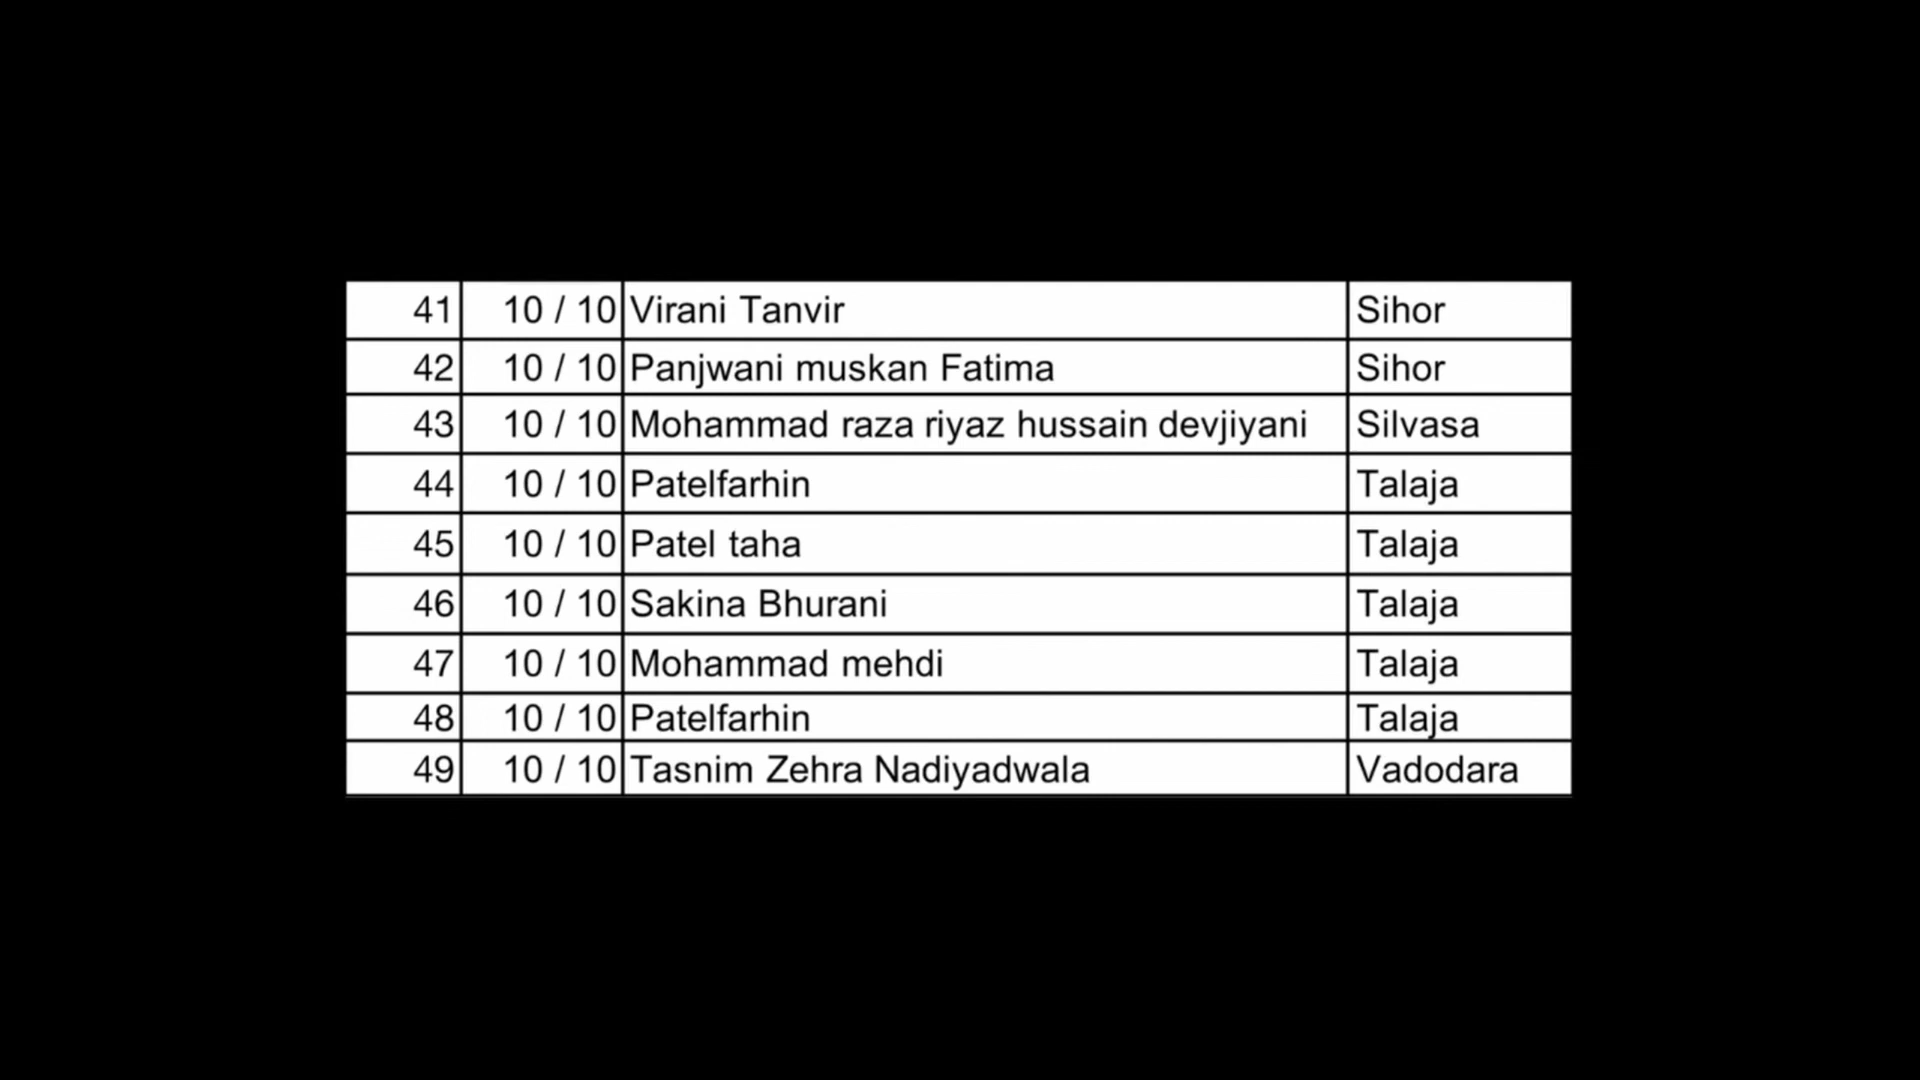 41 10 / 10 Virani Tanvir Sihor
42 10 / 10 Panjwani muskan Fatima Sihor
43 10 / 10 Mohammad raza riyaz hussain devjiyani Silvasa
44 10 / 10 Patelfarhin Talaja
45 10 / 10 Patel taha Talaja
46 10 / 10 Sakina Bhurani Talaja
47 10 / 10 Mohammad mehdi Talaja
48 10 / 10 Patelfarhin Talaja
49 10 / 10 Tasnim Zehra Nadiyadwala Vadodara